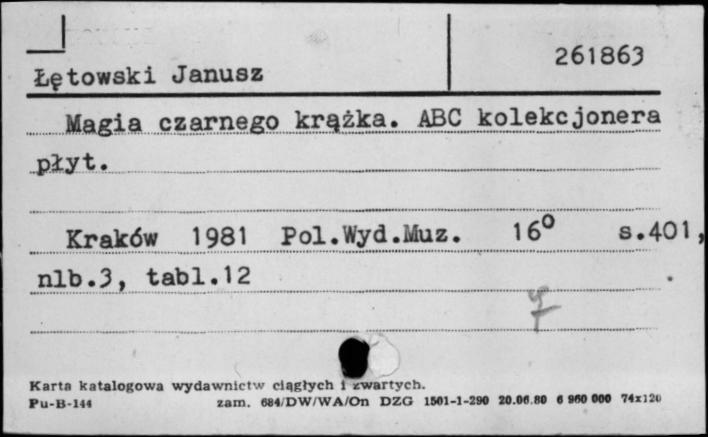 261863
Łętowski Janusz
Magia czarnego krążka. ABC kolekcjonera
płyt.
Kraków 1981 Pol.Wyd.Muz. 16° s.401,
nlb.3, tabl.12
Karta katalogowa wydawnictw ciągłych i zwartych.
Pu-B-144 zam. 684/DW/WA/On DZG 1501-1-290 20.06.80 6 960 000 74x120